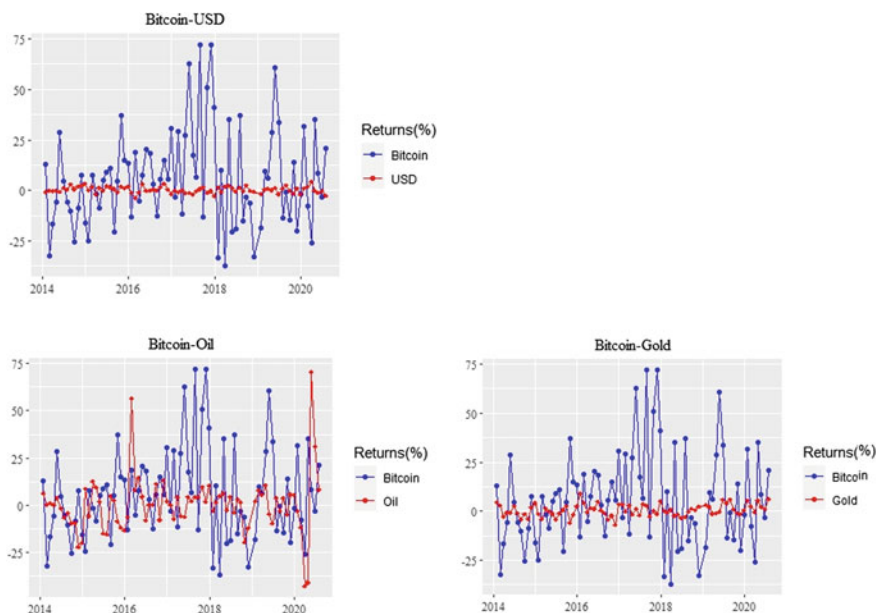 Bitcoin-USD
75
50
25
0
-25
2014 2016 2018 2020
Returns(%)
Bitcoin
USD
Bitcoin-Oil
75
50
25
0
-25
2014 2016 2018 2020
Returns(%)
Bitcoin
Oil
Bitcoin-Gold
75
50
25
0
-25
2014 2016 2018 2020
Returns(%)
Bitcoin
Gold